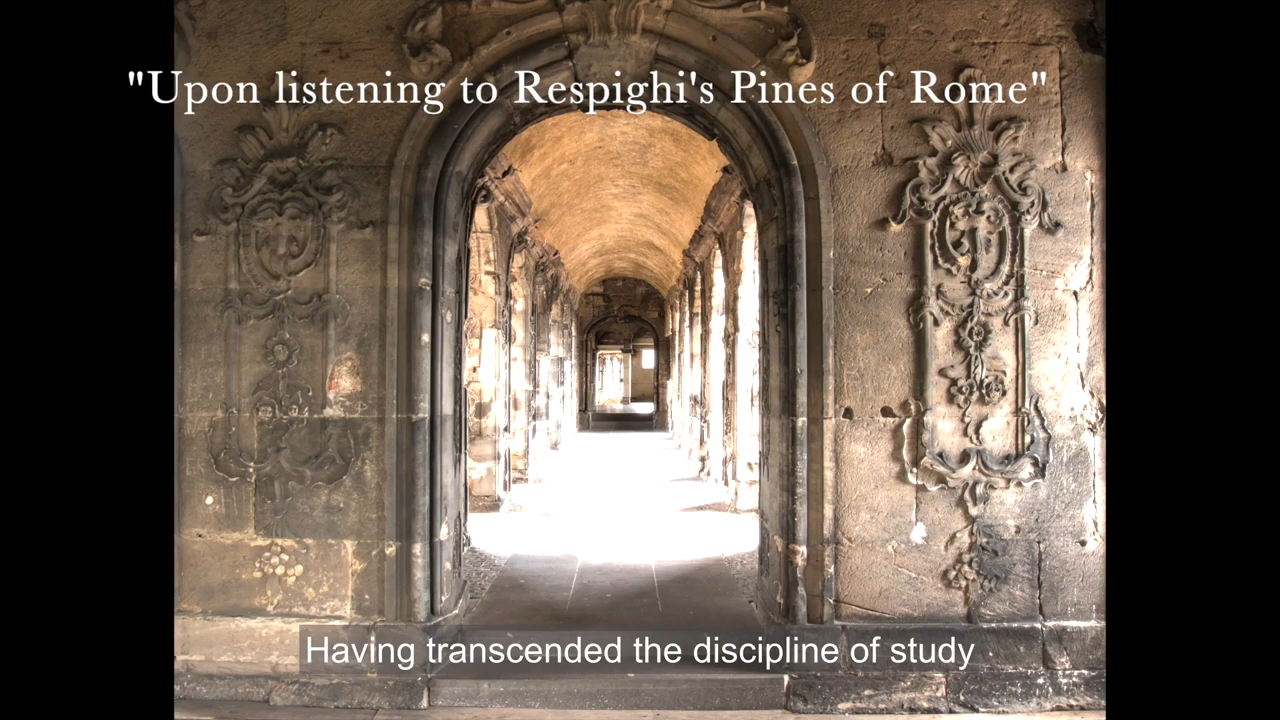 "Upon listening to Respighi's Pines of Rome"
Having transcended the discipline of study